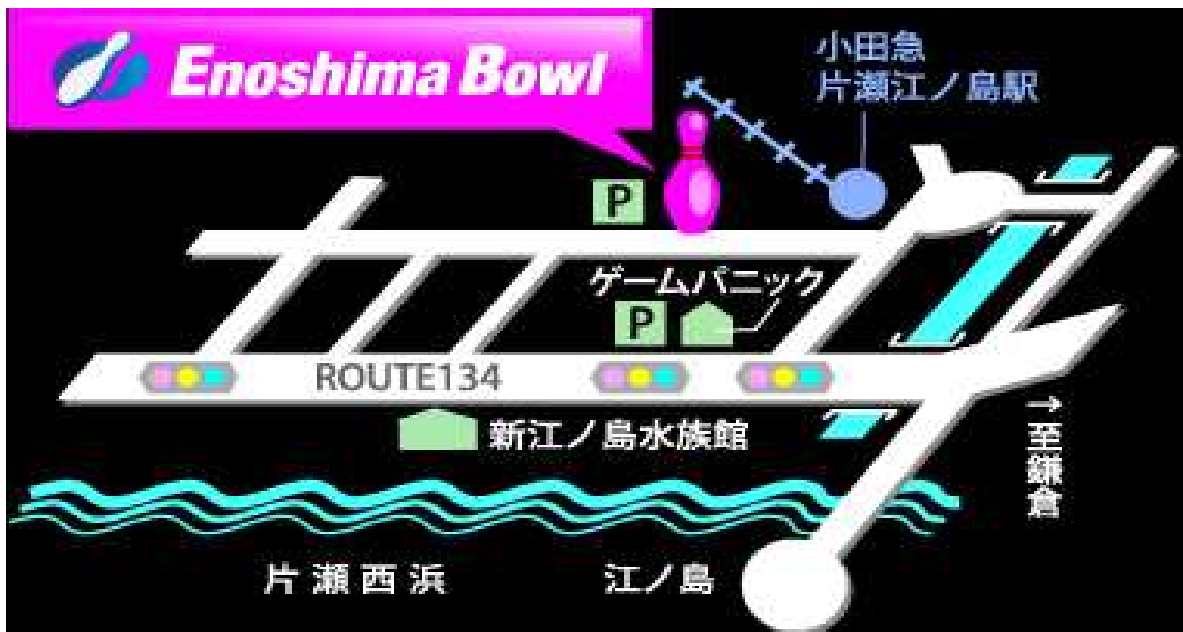 Enoshima Bowl
小田急
片瀬江ノ島駅
P
ゲームパニック
P
ROUTE134
新江ノ島水族館
→至鎌倉
片瀬西浜
江ノ島